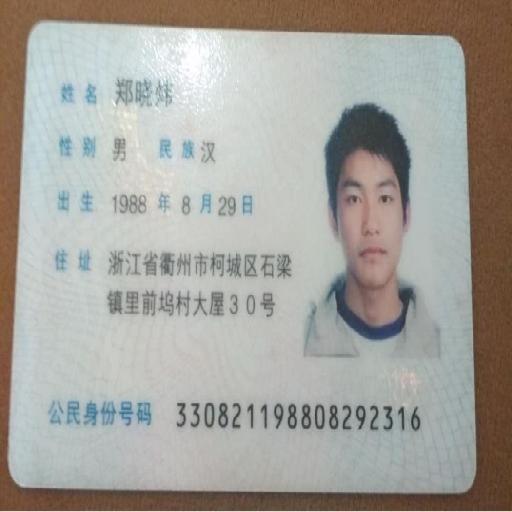 姓名 郑晓炜
性别 男 民族 汉
出生 1988 年 8 月 29 日
住址 浙江省衢州市柯城区石梁
镇里前坞村大屋30号
公民身份号码 330821198808292316